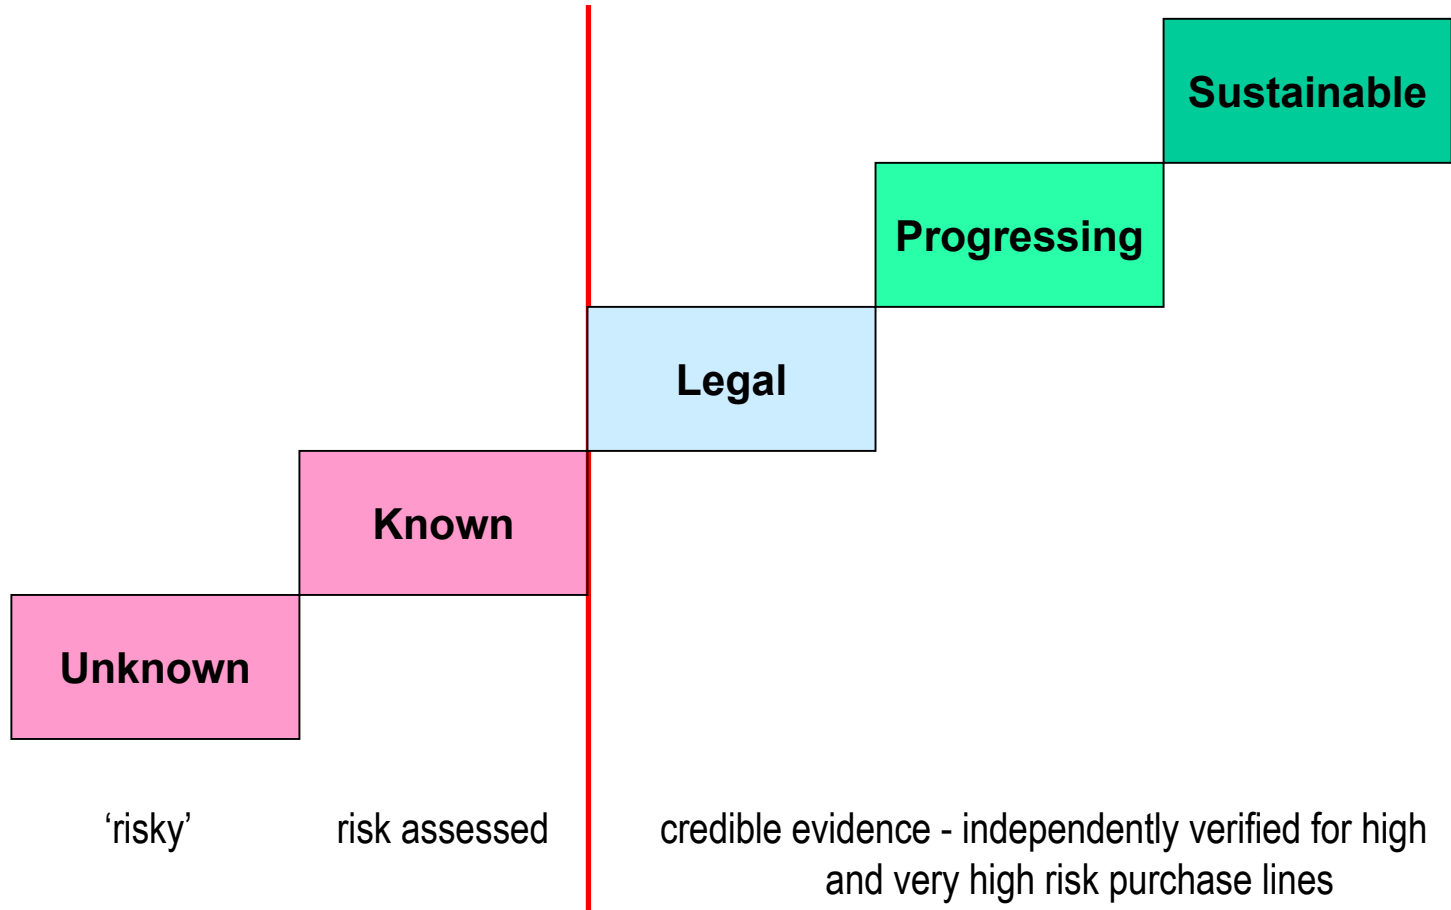 Sustainable
Progressing
Legal
Known
Unknown
‘risky’
risk assessed
credible evidence - independently verified for high
and very high risk purchase lines